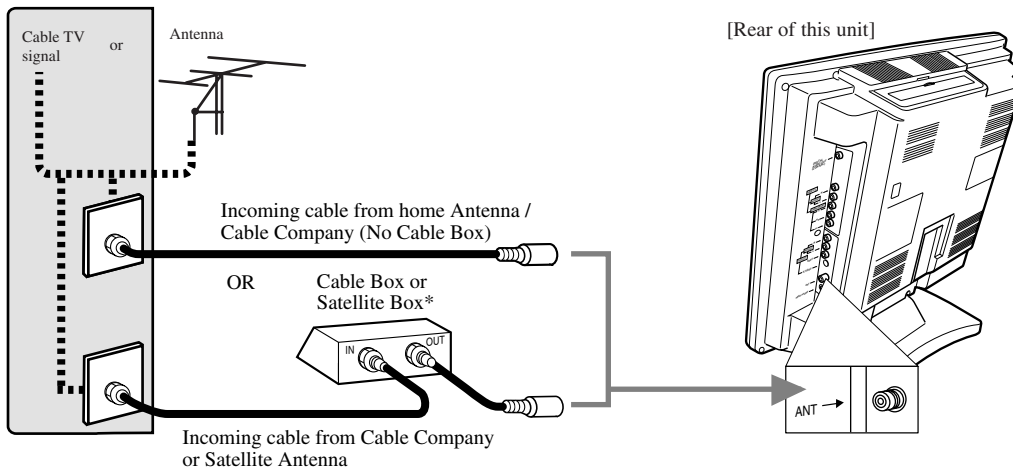 Cable TV signal
or
Antenna
[Rear of this unit]
Incoming cable from home Antenna /
Cable Company (No Cable Box)
OR
Cable Box or
Satellite Box*
IN
OUT
ANT
Incoming cable from Cable Company
or Satellite Antenna